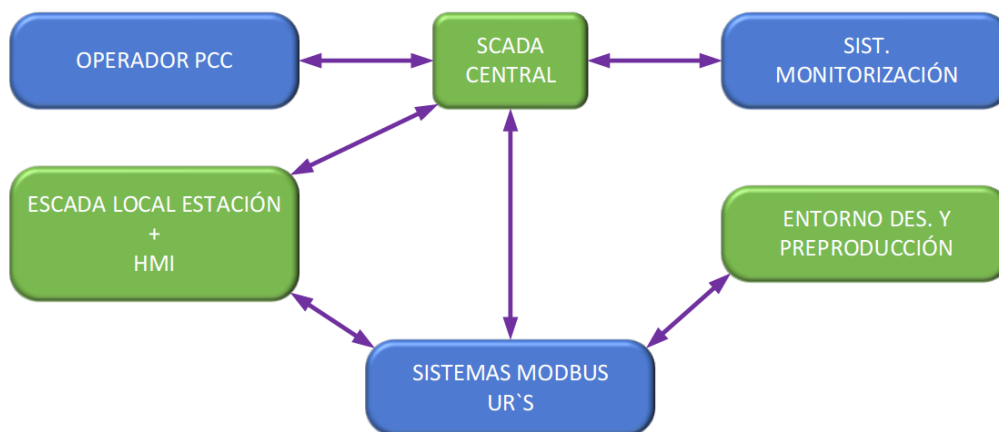 OPERADOR PCC
SCADA
CENTRAL
SIST.
MONITORIZACIÓN
ESCADA LOCAL ESTACIÓN
+
HMI
ENTORNO DES. Y
PREPRODUCCIÓN
SISTEMAS MODBUS
UR`S